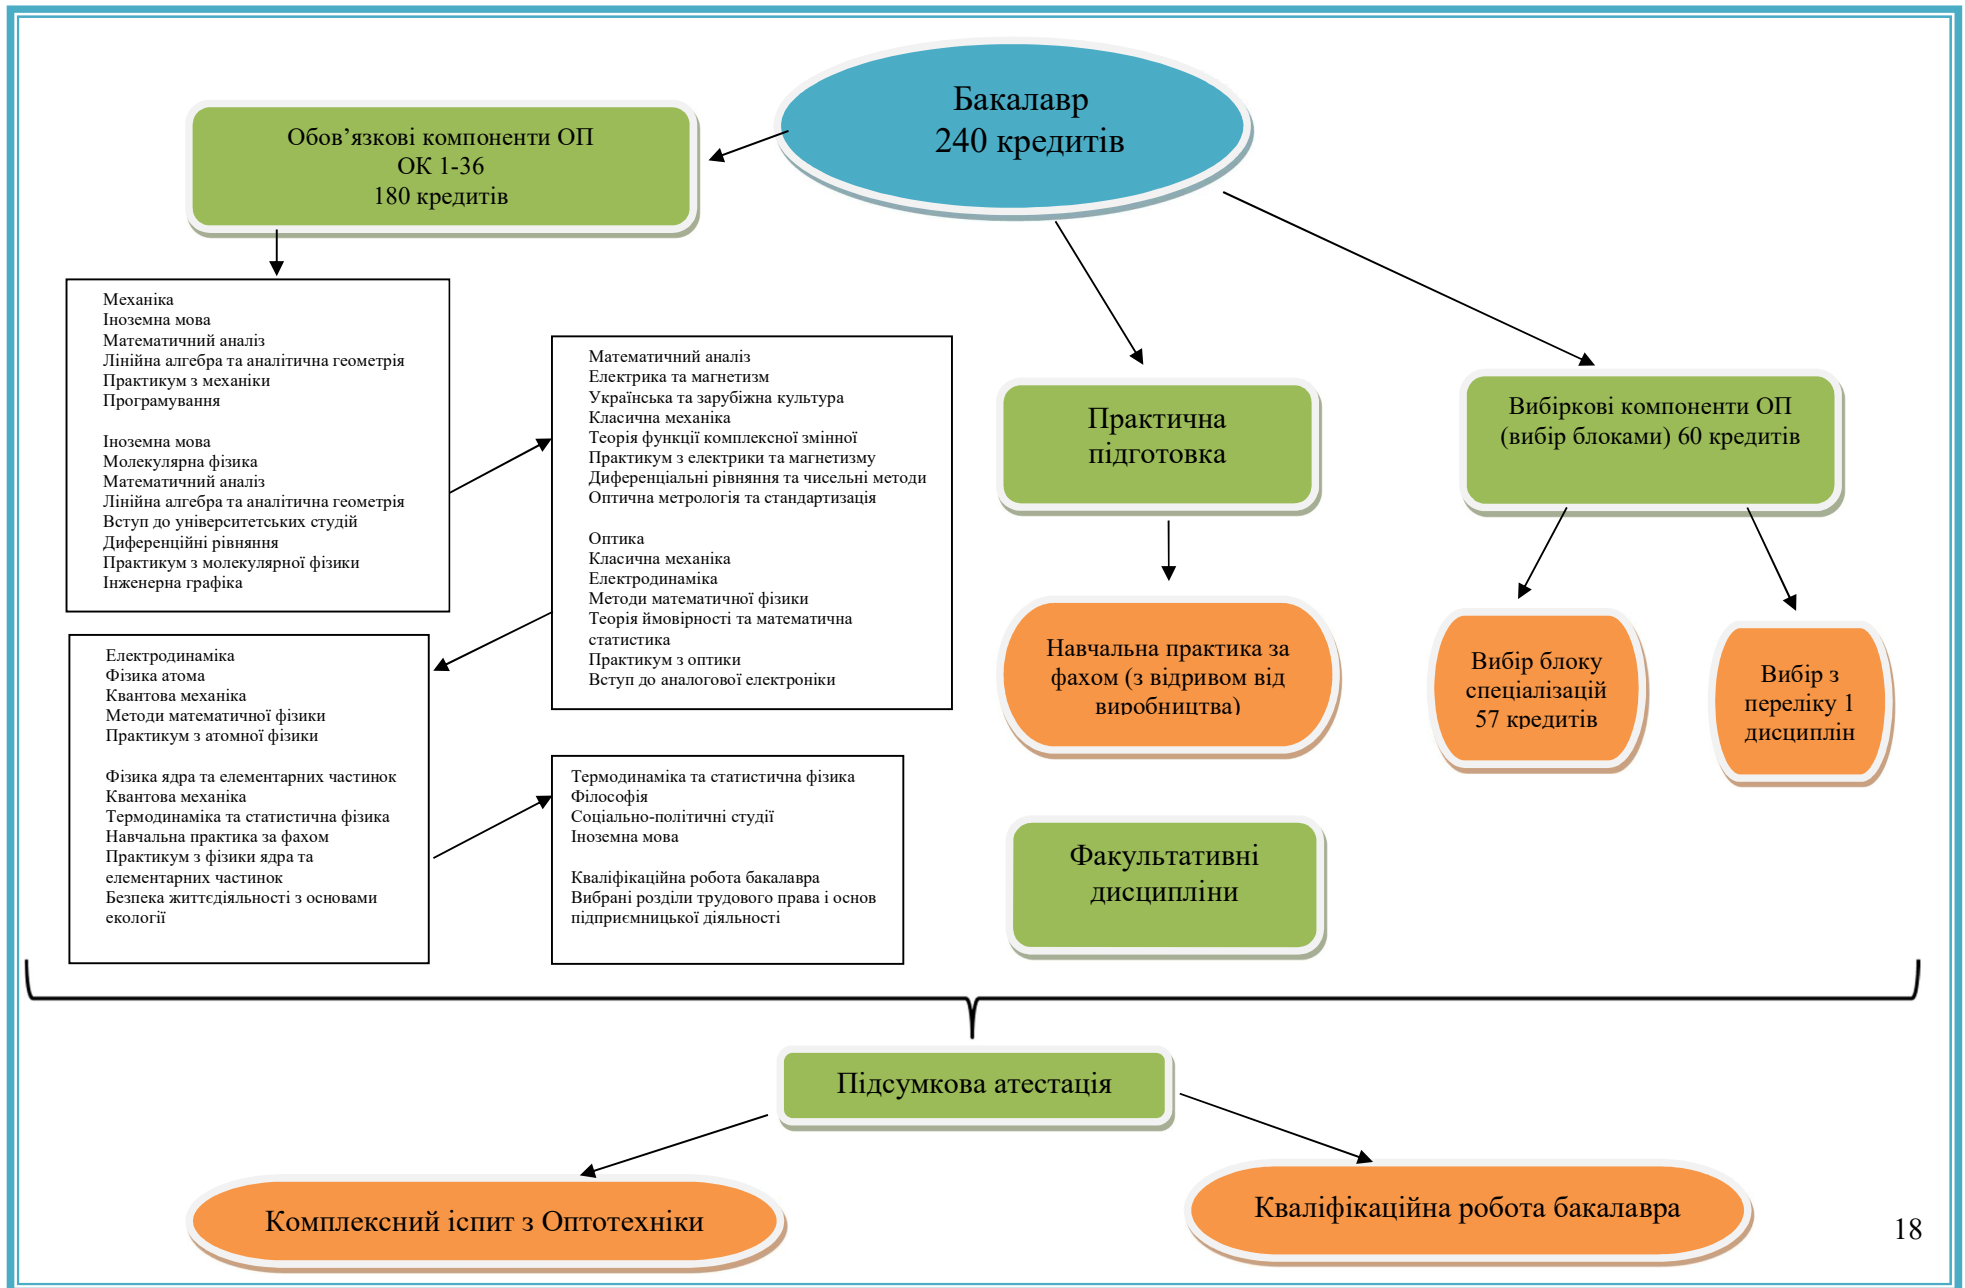 Бакалавр
240 кредитів
Обов’язкові компоненти ОП
ОК 1-36
180 кредитів
Механіка
Іноземна мова
Математичний аналіз
Лінійна алгебра та аналітична геометрія
Практикум з механіки
Програмування
Іноземна мова
Молекулярна фізика
Математичний аналіз
Лінійна алгебра та аналітична геометрія
Вступ до університетських студій
Диференційні рівняння
Практикум з молекулярної фізики
Інженерна графіка
Математичний аналіз
Електрика та магнетизм
Українська та зарубіжна культура
Класична механіка
Теорія функції комплексної змінної
Практикум з електрики та магнетизму
Диференціальні рівняння та чисельні методи
Оптична метрологія та стандартизація
Оптика
Класична механіка
Електродинаміка
Методи математичної фізики
Теорія ймовірності та математична
статистика
Практикум з оптики
Вступ до аналогової електроніки
Електродинаміка
Фізика атома
Квантова механіка
Методи математичної фізики
Практикум з атомної фізики
Фізика ядра та елементарних частинок
Квантова механіка
Термодинаміка та статистична фізика
Навчальна практика за фахом
Практикум з фізики ядра та
елементарних частинок
Безпека життєдіяльності з основами
екології
Термодинаміка та статистична фізика
Філософія
Соціально-політичні студії
Іноземна мова
Кваліфікаційна робота бакалавра
Вибрані розділи трудового права і основ
підприємницької діяльності
Практична
підготовка
Навчальна практика за
фахом (з відривом від
виробництва)
Факультативні
дисципліни
Вибіркові компоненти ОП
(вибір блоками) 60 кредитів
Вибір блоку
спеціалізацій
57 кредитів
Вибір з
переліку 1
дисциплін
Підсумкова атестація
Комплексний іспит з Оптотехніки
Кваліфікаційна робота бакалавра
18